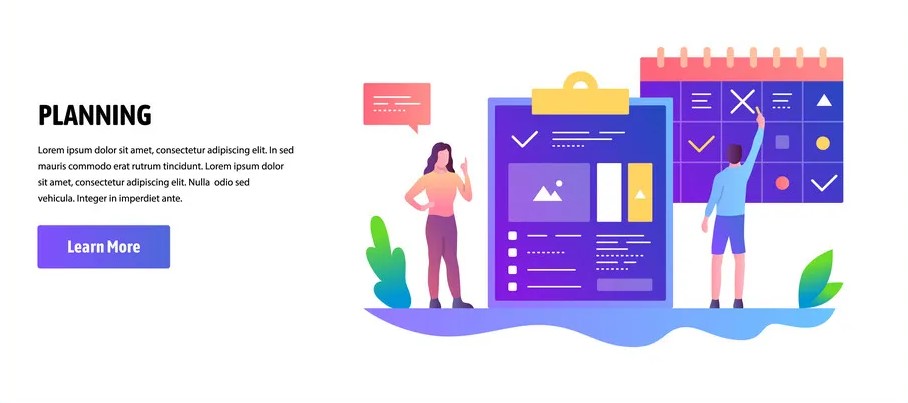 PLANNING
Lorem ipsum dolor sit amet, consectetur adipiscing elit. In sed
mauris commodo erat rutrum tincidunt. Lorem ipsum dolor
sit amet, consectetur adipiscing elit. Nulla odio sed
vehicula. Integer in imperdiet ante.
Learn More